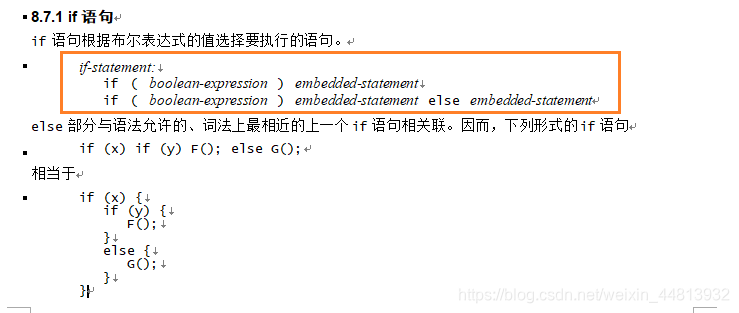 8.7.1 if 语句
if 语句根据布尔表达式的值选择要执行的语句。
if-statement:↓
if ( boolean-expression ) embedded-statement↓
if ( boolean-expression ) embedded-statement else embedded-statement↵
else 部分与语法允许的、词法上最相近的上一个 if 语句相关联。因而，下列形式的 if 语句
if (x) if (y) F(); else G();↵
相当于↵
if (x) {↓
if (y) {↓
F();↓
}↓
else {↓
G();↓
}↓
}↵
https://blog.csdn.net/weixin_44813932